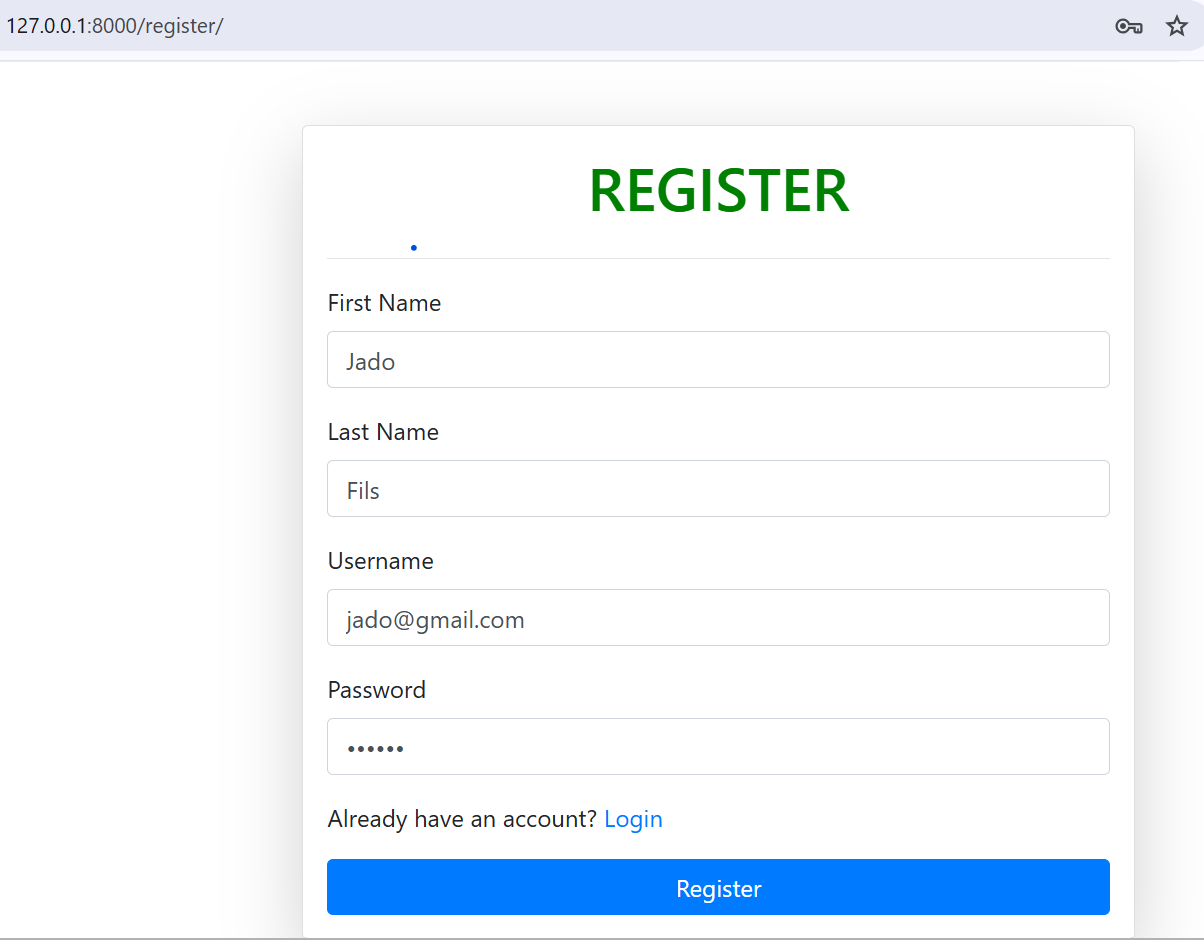 127.0.0.1:8000/register/
REGISTER
First Name
Jado
Last Name
Fils
Username
jado@gmail.com
Password
••••••
Already have an account? Login
Register